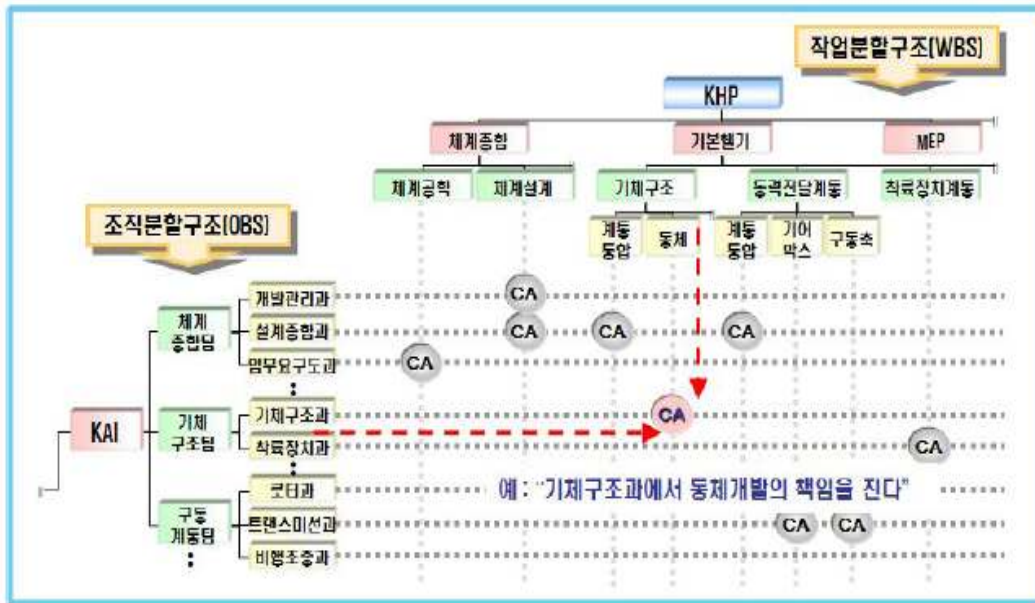 작업분할구조(WBS)
KHP
체계종합 기본헬기 MEP
체계공학 체계설계 기체구조 동력전달계통 착륙장치계통
조직분할구조(OBS)
계통 통합 동체 계통 통합 기어 박스 구동축
개발관리과 CA
체계 종합팀 설계종합과 CA CA CA
임무요구도과 CA
KAI
기체 구조팀 기체구조과 CA
착륙장치과 CA
로터과 예 : "기체구조과에서 동체개발의 책임을 진다"
구동 계통팀 트랜스미션과 CA CA
비행조종과